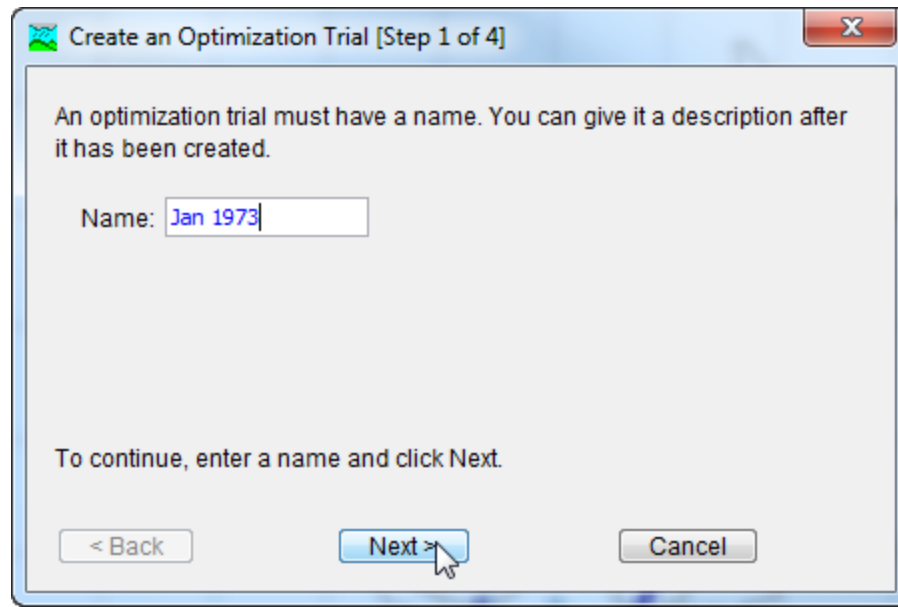 Create an Optimization Trial [Step 1 of 4]
An optimization trial must have a name. You can give it a description after
it has been created.
Name: Jan 1973
To continue, enter a name and click Next.
< Back Next > Cancel